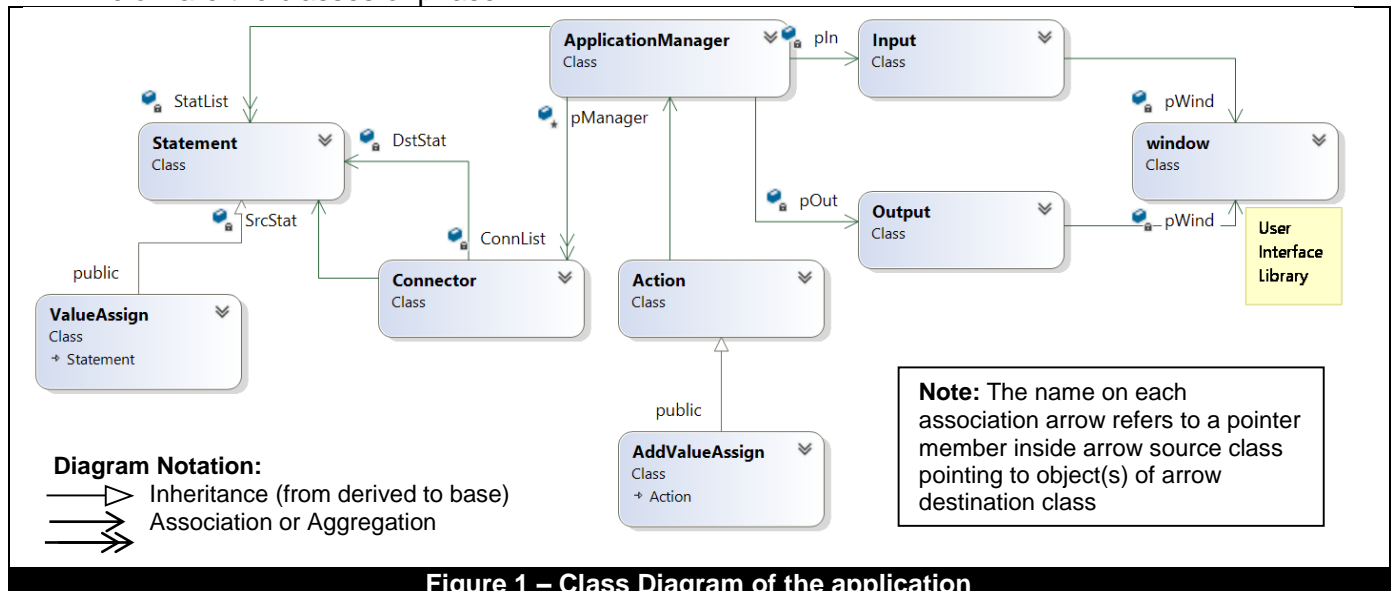 ApplicationManager
Class
pIn
Input
Class
StatList
pManager
pWind
Statement
Class
DstStat
window
Class
SrcStat
pOut
Output
Class
pWind
User
Interface
Library
ConnList
public
Connector
Class
Action
Class
ValueAssign
Class
Statement
public
AddValueAssign
Class
Action
Note: The name on each
association arrow refers to a pointer
member inside arrow source class
pointing to object(s) of arrow
destination class
Diagram Notation:
Inheritance (from derived to base)
Association or Aggregation
Figure 1 – Class Diagram of the application